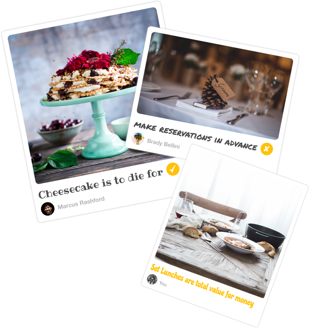 Cheesecake is to die for
Marcus Rashford
MAKE RESERVATIONS IN ADVANCE
Brady Bellini
Set Lunches are total value for money
You